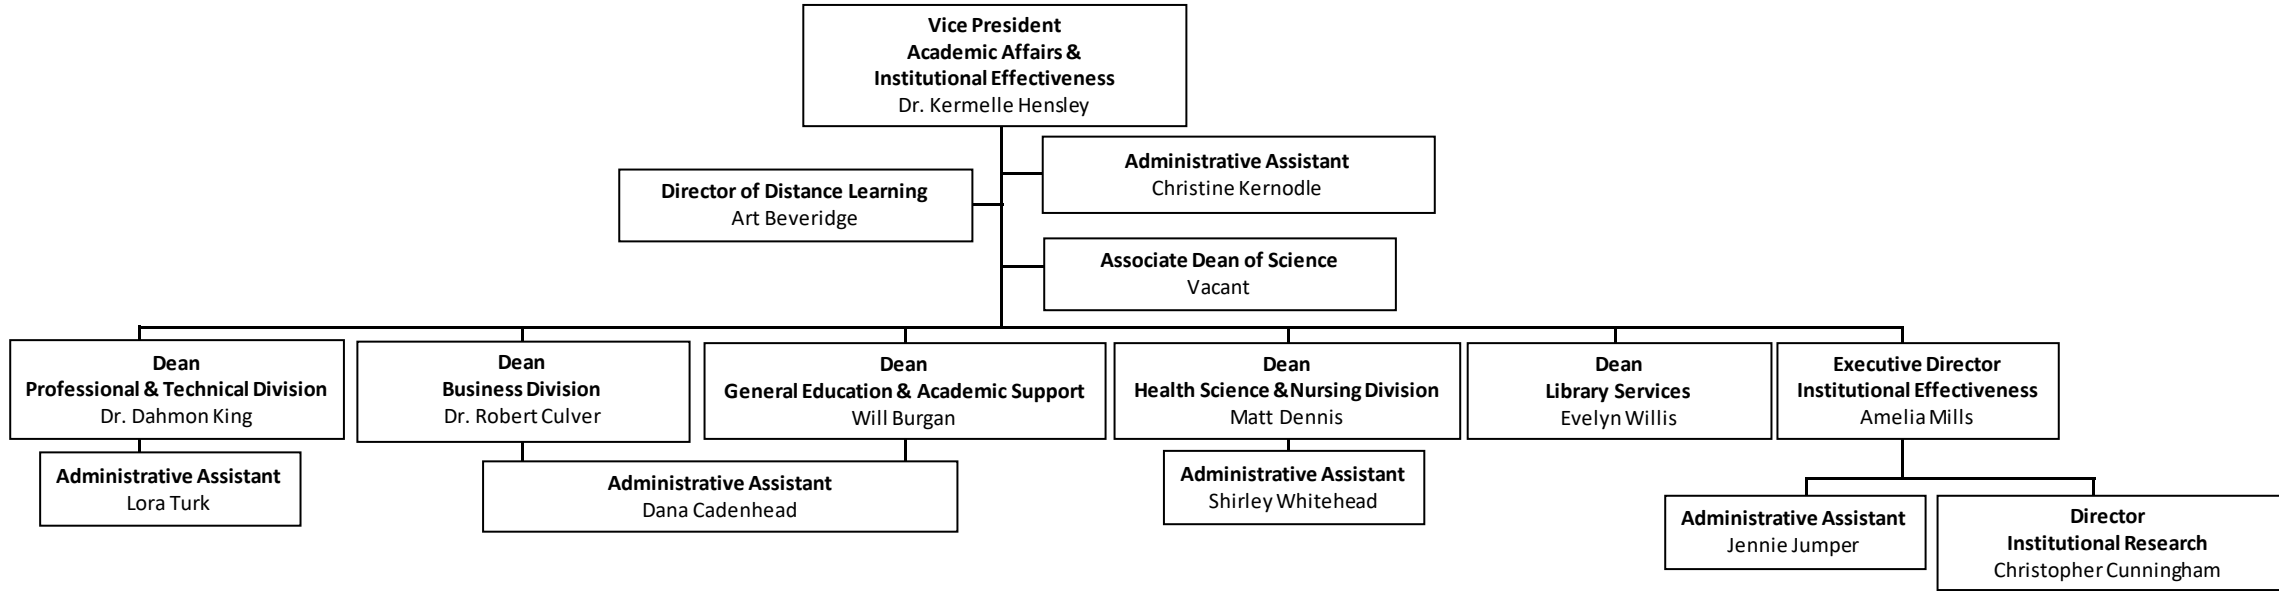 Vice President
Academic Affairs &
Institutional Effectiveness
Dr. Kermelle Hensley
Administrative Assistant
Christine Kernodle
Director of Distance Learning
Art Beveridge
Associate Dean of Science
Vacant
Dean
Professional & Technical Division
Dr. Dahmon King
Dean
Business Division
Dr. Robert Culver
Dean
General Education & Academic Support
Will Burgan
Dean
Health Science & Nursing Division
Matt Dennis
Dean
Library Services
Evelyn Willis
Executive Director
Institutional Effectiveness
Amelia Mills
Administrative Assistant
Lora Turk
Administrative Assistant
Dana Cadenhead
Administrative Assistant
Shirley Whitehead
Administrative Assistant
Jennie Jumper
Director
Institutional Research
Christopher Cunningham